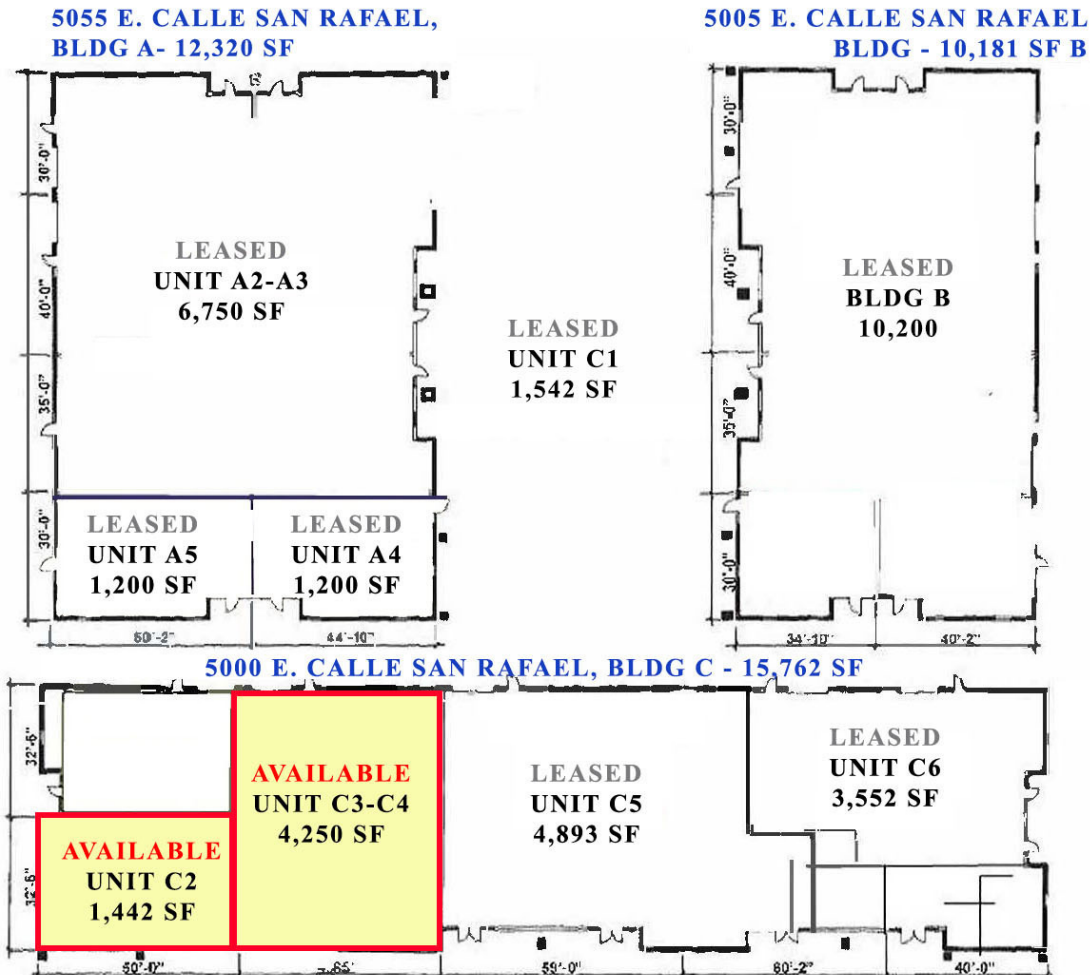 5055 E. CALLE SAN RAFAEL,
BLDG A- 12,320 SF
5005 E. CALLE SAN RAFAEL
BLDG - 10,181 SF B
30'-0"
40'-0"
35'-0"
30'-0"
LEASED
UNIT A2-A3
6,750 SF
LEASED
UNIT A5
1,200 SF
LEASED
UNIT A4
1,200 SF
44'-10"
LEASED
UNIT C1
1,542 SF
30'-0"
40'-0"
35'-0"
30'-0"
LEASED
BLDG B
10,200
34'-10"
40'-2"
5000 E. CALLE SAN RAFAEL, BLDG C - 15,762 SF
32'-6"
32'-6"
AVAILABLE
UNIT C2
1,442 SF
AVAILABLE
UNIT C3-C4
4,250 SF
LEASED
UNIT C5
4,893 SF
LEASED
UNIT C6
3,552 SF
59'-0"
60'-2"
40'-0"